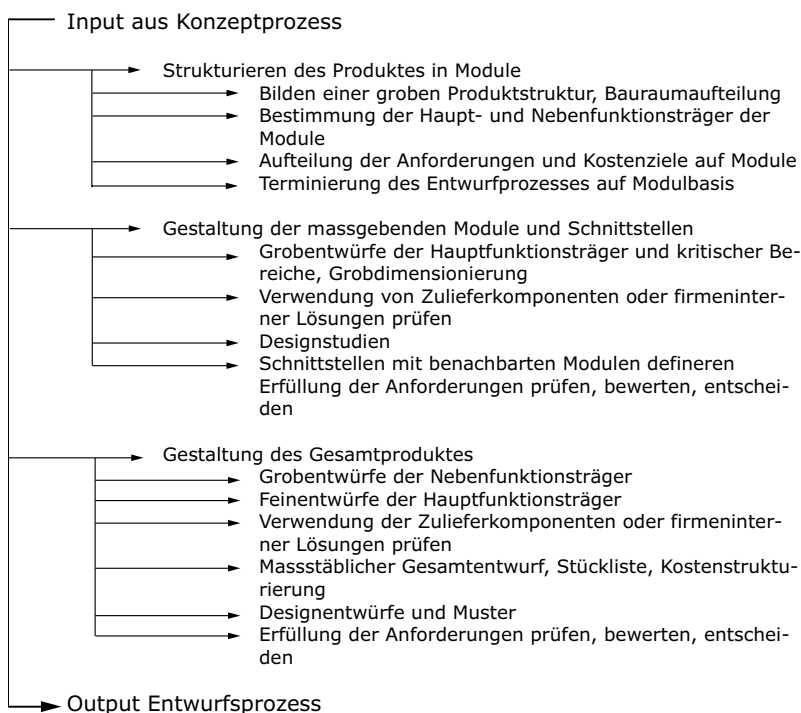 Input aus Konzeptprozess
Strukturieren des Produktes in Module
Bilden einer groben Produktstruktur, Bauraumaufteilung
Bestimmung der Haupt- und Nebenfunktionsträger der
Module
Aufteilung der Anforderungen und Kostenziele auf Module
Terminierung des Entwurfprozesses auf Modulbasis
Gestaltung der massgebenden Module und Schnittstellen
Grobentwürfe der Hauptfunktionsträger und kritischer Be-
reiche, Grobdimensionierung
Verwendung von Zulieferkomponenten oder firmeninter-
ner Lösungen prüfen
Designstudien
Schnittstellen mit benachbarten Modulen defineren
Erfüllung der Anforderungen prüfen, bewerten, entschei-
den
Gestaltung des Gesamtproduktes
Grobentwürfe der Nebenfunktionsträger
Feinentwürfe der Hauptfunktionsträger
Verwendung der Zulieferkomponenten oder firmeninter-
ner Lösungen prüfen
Massstäblicher Gesamtentwurf, Stückliste, Kostenstruktu-
rierung
Designentwürfe und Muster
Erfüllung der Anforderungen prüfen, bewerten, entschei-
den
Output Entwurfsprozess